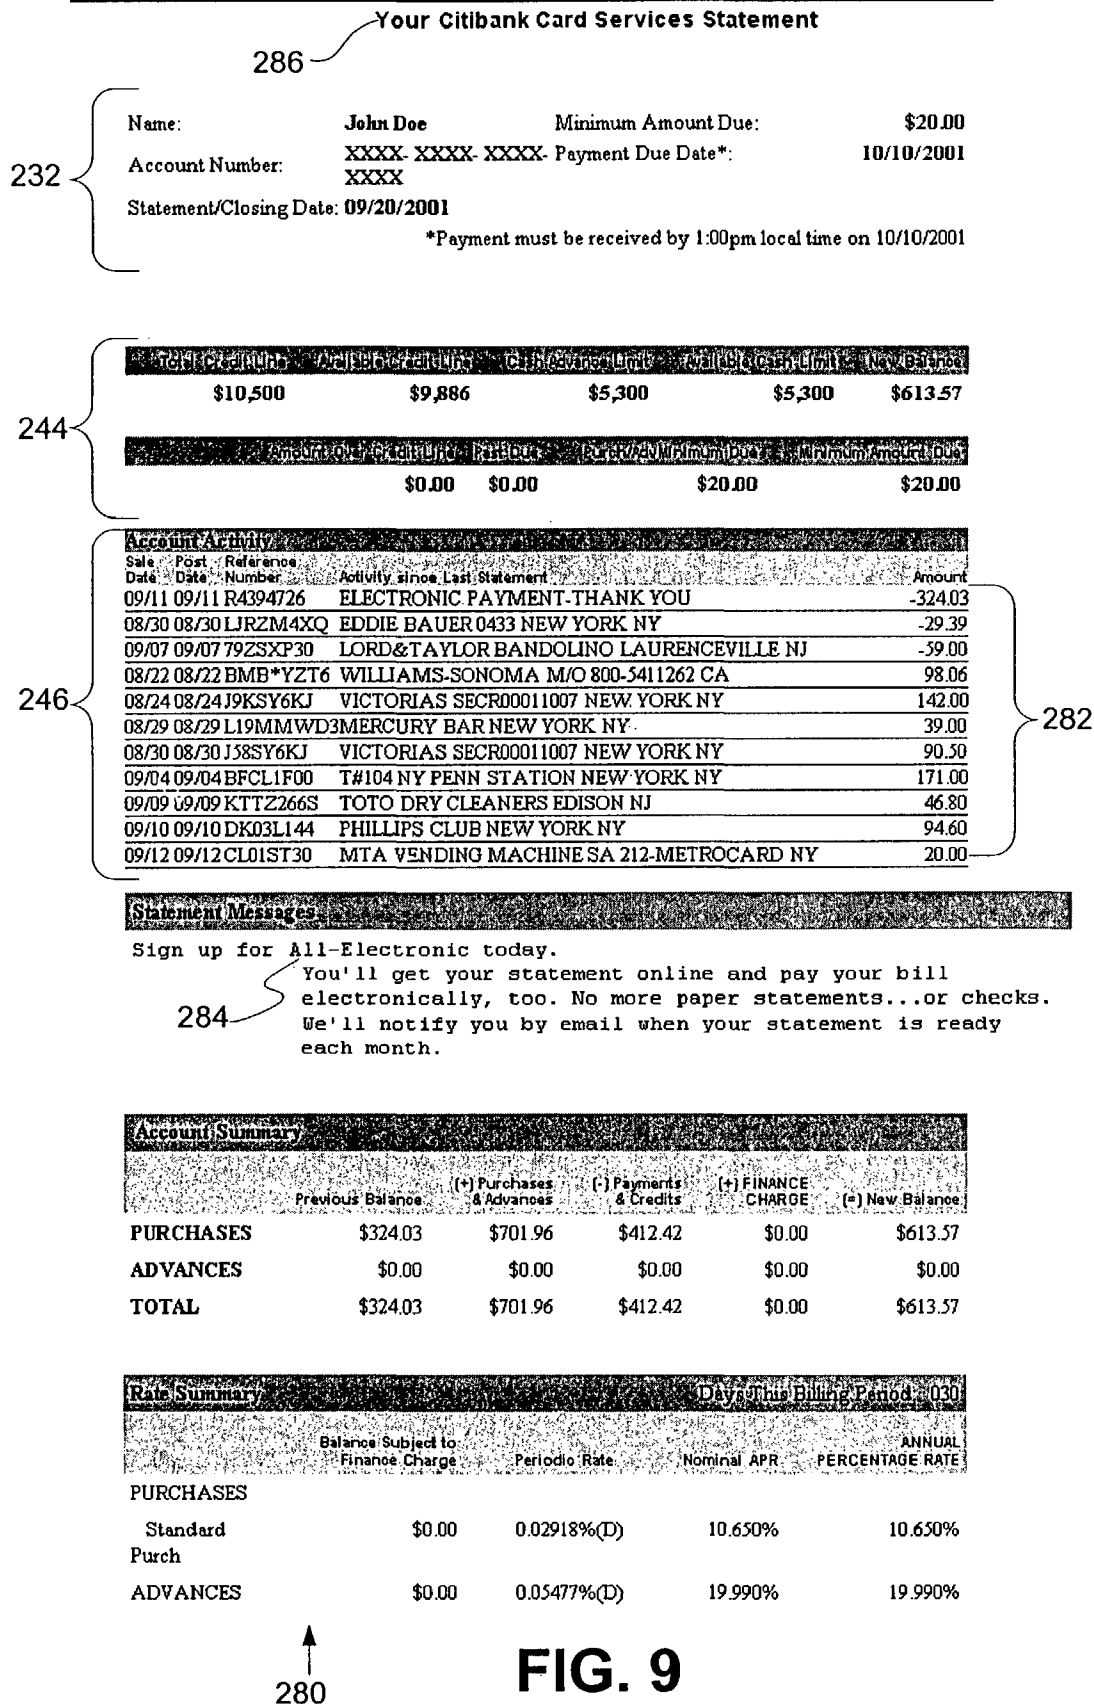 Your Citibank Card Services Statement
286
232
Name: John Doe Minimum Amount Due: $20.00
Account Number: XXXX- XXXX- XXXX- Payment Due Date*: 10/10/2001
XXXX
Statement/Closing Date: 09/20/2001
*Payment must be received by 1:00pm local time on 10/10/2001
244
Total Credit Line Available Credit Line Cash Advance Limit Available Cash Limit New Balance
$10,500 $9,886 $5,300 $5,300 $613.57
Amount Over Credit Line Past Due Purch/Adv Minimum Due Minimum Amount Due
$0.00 $0.00 $20.00 $20.00
246
Account Activity
Sale Post Reference
Date Date Number Activity since Last Statement Amount
09/11 09/11 R4394726 ELECTRONIC PAYMENT-THANK YOU -324.03
08/30 08/30 LJRZM4XQ EDDIE BAUER 0433 NEW YORK NY -29.39
09/07 09/07 79ZSXP30 LORD&TAYLOR BANDOLINO LAURENCEVILLE NJ -59.00
08/22 08/22 BMB*YZT6 WILLIAMS-SONOMA M/O 800-5411262 CA 98.06
08/24 08/24 J9KSY6KJ VICTORIAS SECR00011007 NEW YORK NY 142.00
08/29 08/29 L19MMWD3 MERCURY BAR NEW YORK NY 39.00
08/30 08/30 J58SY6KJ VICTORIAS SECR00011007 NEW YORK NY 90.50
09/04 09/04 BFCL1F00 T#104 NY PENN STATION NEW YORK NY 171.00
09/09 09/09 KTTZ266S TOTO DRY CLEANERS EDISON NJ 46.80
09/10 09/10 DK03L144 PHILLIPS CLUB NEW YORK NY 94.60
09/12 09/12 CL01ST30 MTA VENDING MACHINE SA 212-METROCARD NY 20.00
282
Statement Messages
Sign up for All-Electronic today.
You'll get your statement online and pay your bill
electronically, too. No more paper statements...or checks.
We'll notify you by email when your statement is ready
each month.
284
Account Summary
(+) Purchases (-) Payments (+) FINANCE
Previous Balance & Advances & Credits CHARGE (=) New Balance
PURCHASES $324.03 $701.96 $412.42 $0.00 $613.57
ADVANCES $0.00 $0.00 $0.00 $0.00 $0.00
TOTAL $324.03 $701.96 $412.42 $0.00 $613.57
Rate Summary Days This Billing Period 030
Balance Subject to ANNUAL
Finance Charge Periodic Rate Nominal APR PERCENTAGE RATE
PURCHASES
Standard $0.00 0.02918%(D) 10.650% 10.650%
Purch
ADVANCES $0.00 0.05477%(D) 19.990% 19.990%
280
FIG. 9